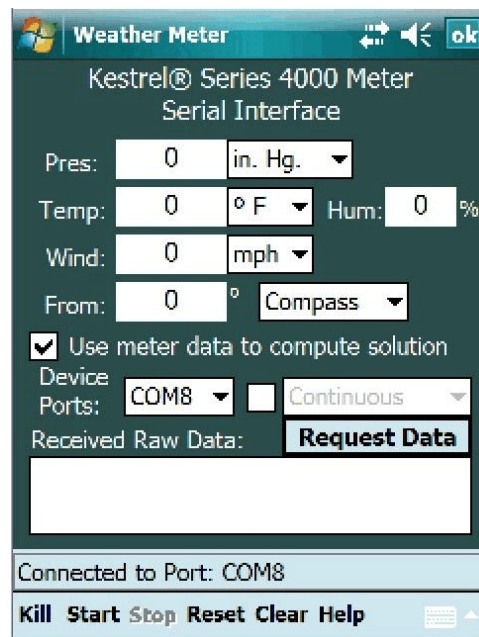 Weather Meter ok
Kestrel® Series 4000 Meter
Serial Interface
Pres: 0 in. Hg.
Temp: 0 º F Hum: 0 %
Wind: 0 mph
From: 0 º Compass
Use meter data to compute solution
Device
Ports: COM8 Continuous
Received Raw Data: Request Data
Connected to Port: COM8
Kill Start Stop Reset Clear Help